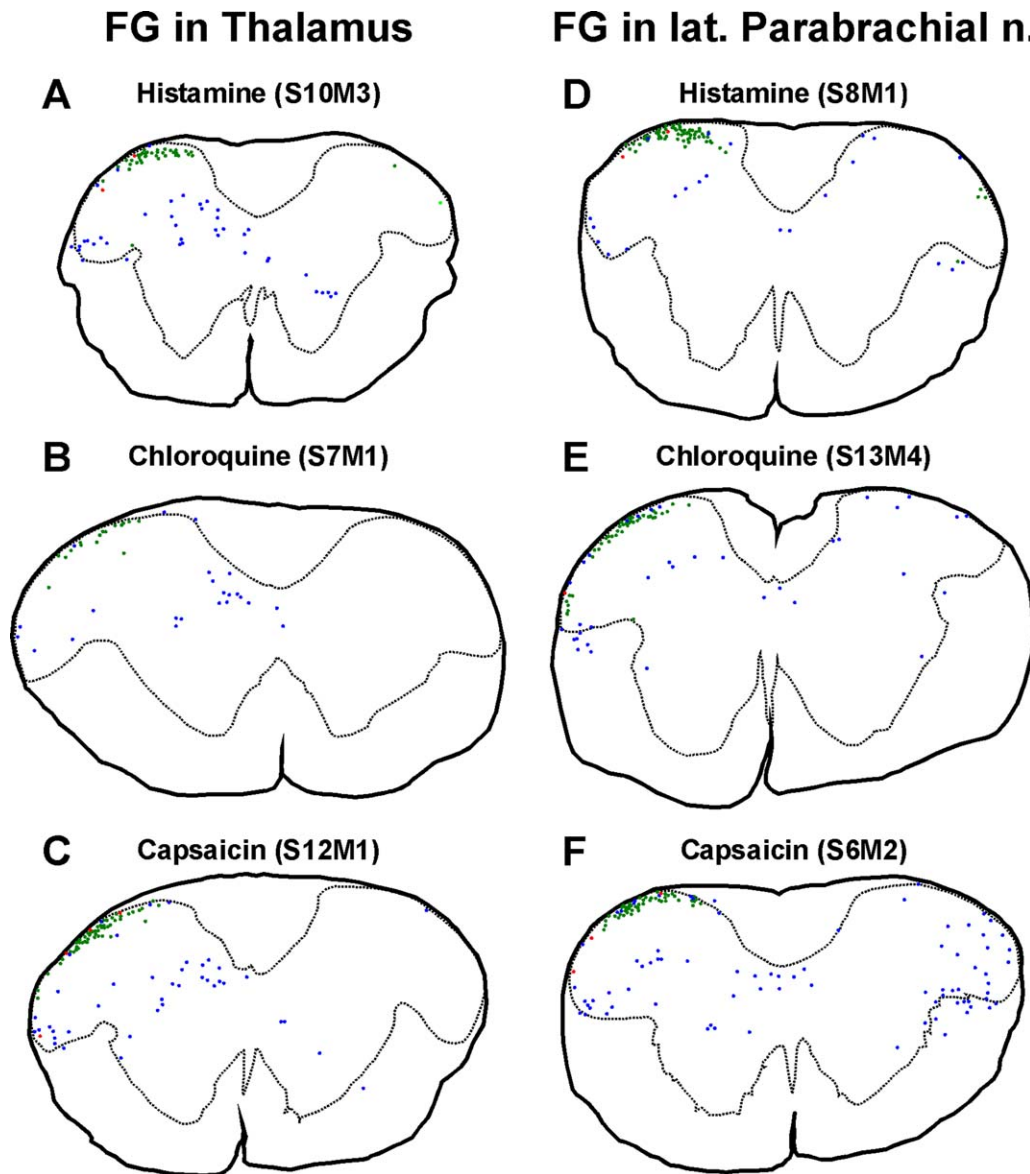 FG in Thalamus
FG in lat. Parabrachial n.
A
Histamine (S10M3)
D
Histamine (S8M1)
B
Chloroquine (S7M1)
E
Chloroquine (S13M4)
C
Capsaicin (S12M1)
F
Capsaicin (S6M2)